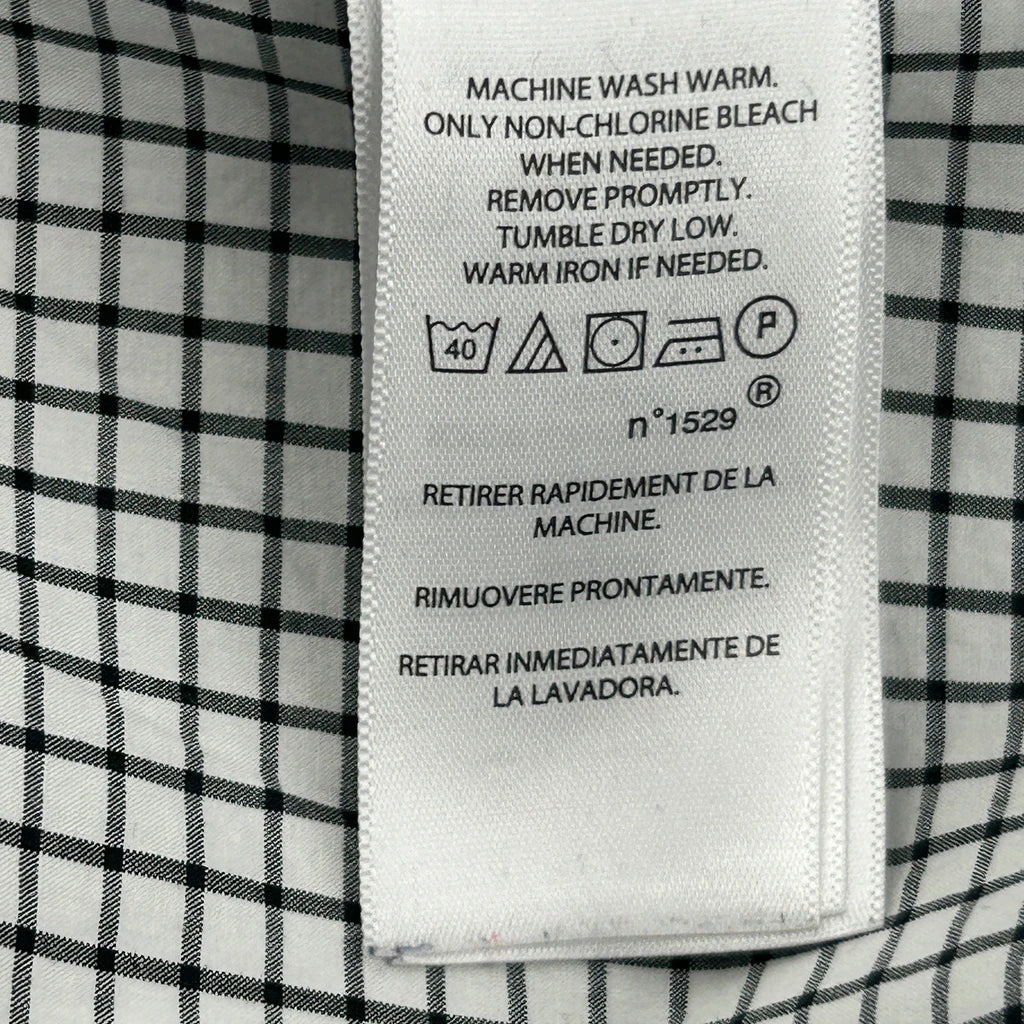 MACHINE WASH WARM.
ONLY NON-CHLORINE BLEACH
WHEN NEEDED.
REMOVE PROMPTLY.
TUMBLE DRY LOW.
WARM IRON IF NEEDED.
40 P
®
n°1529
RETIRER RAPIDEMENT DE LA
MACHINE.
RIMUOVERE PRONTAMENTE.
RETIRAR INMEDIATAMENTE DE
LA LAVADORA.